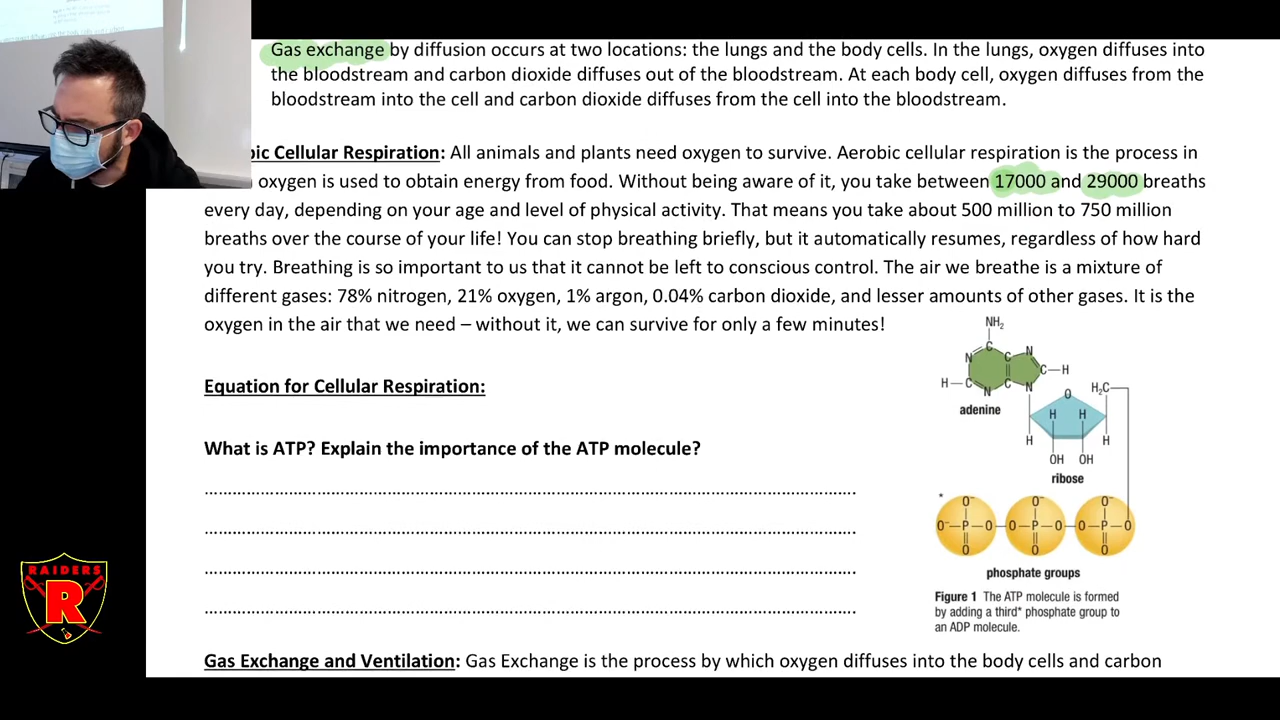 Gas exchange by diffusion occurs at two locations: the lungs and the body cells. In the lungs, oxygen diffuses into
the bloodstream and carbon dioxide diffuses out of the bloodstream. At each body cell, oxygen diffuses from the
bloodstream into the cell and carbon dioxide diffuses from the cell into the bloodstream.
bic Cellular Respiration: All animals and plants need oxygen to survive. Aerobic cellular respiration is the process in
oxygen is used to obtain energy from food. Without being aware of it, you take between 17000 and 29000 breaths
every day, depending on your age and level of physical activity. That means you take about 500 million to 750 million
breaths over the course of your life! You can stop breathing briefly, but it automatically resumes, regardless of how hard
you try. Breathing is so important to us that it cannot be left to conscious control. The air we breathe is a mixture of
different gases: 78% nitrogen, 21% oxygen, 1% argon, 0.04% carbon dioxide, and lesser amounts of other gases. It is the
oxygen in the air that we need – without it, we can survive for only a few minutes!
Equation for Cellular Respiration:
What is ATP? Explain the importance of the ATP molecule?
NH₂
C
N C N
C—H
H—C C
N N
adenine
H₂C
O
H H
H H
OH OH
ribose
O⁻ O⁻ O⁻
O⁻—P—O—O—P—O—O—P—O
O O O
*
phosphate groups
Figure 1 The ATP molecule is formed
by adding a third* phosphate group to
an ADP molecule.
RAIDERS
R
Gas Exchange and Ventilation: Gas Exchange is the process by which oxygen diffuses into the body cells and carbon